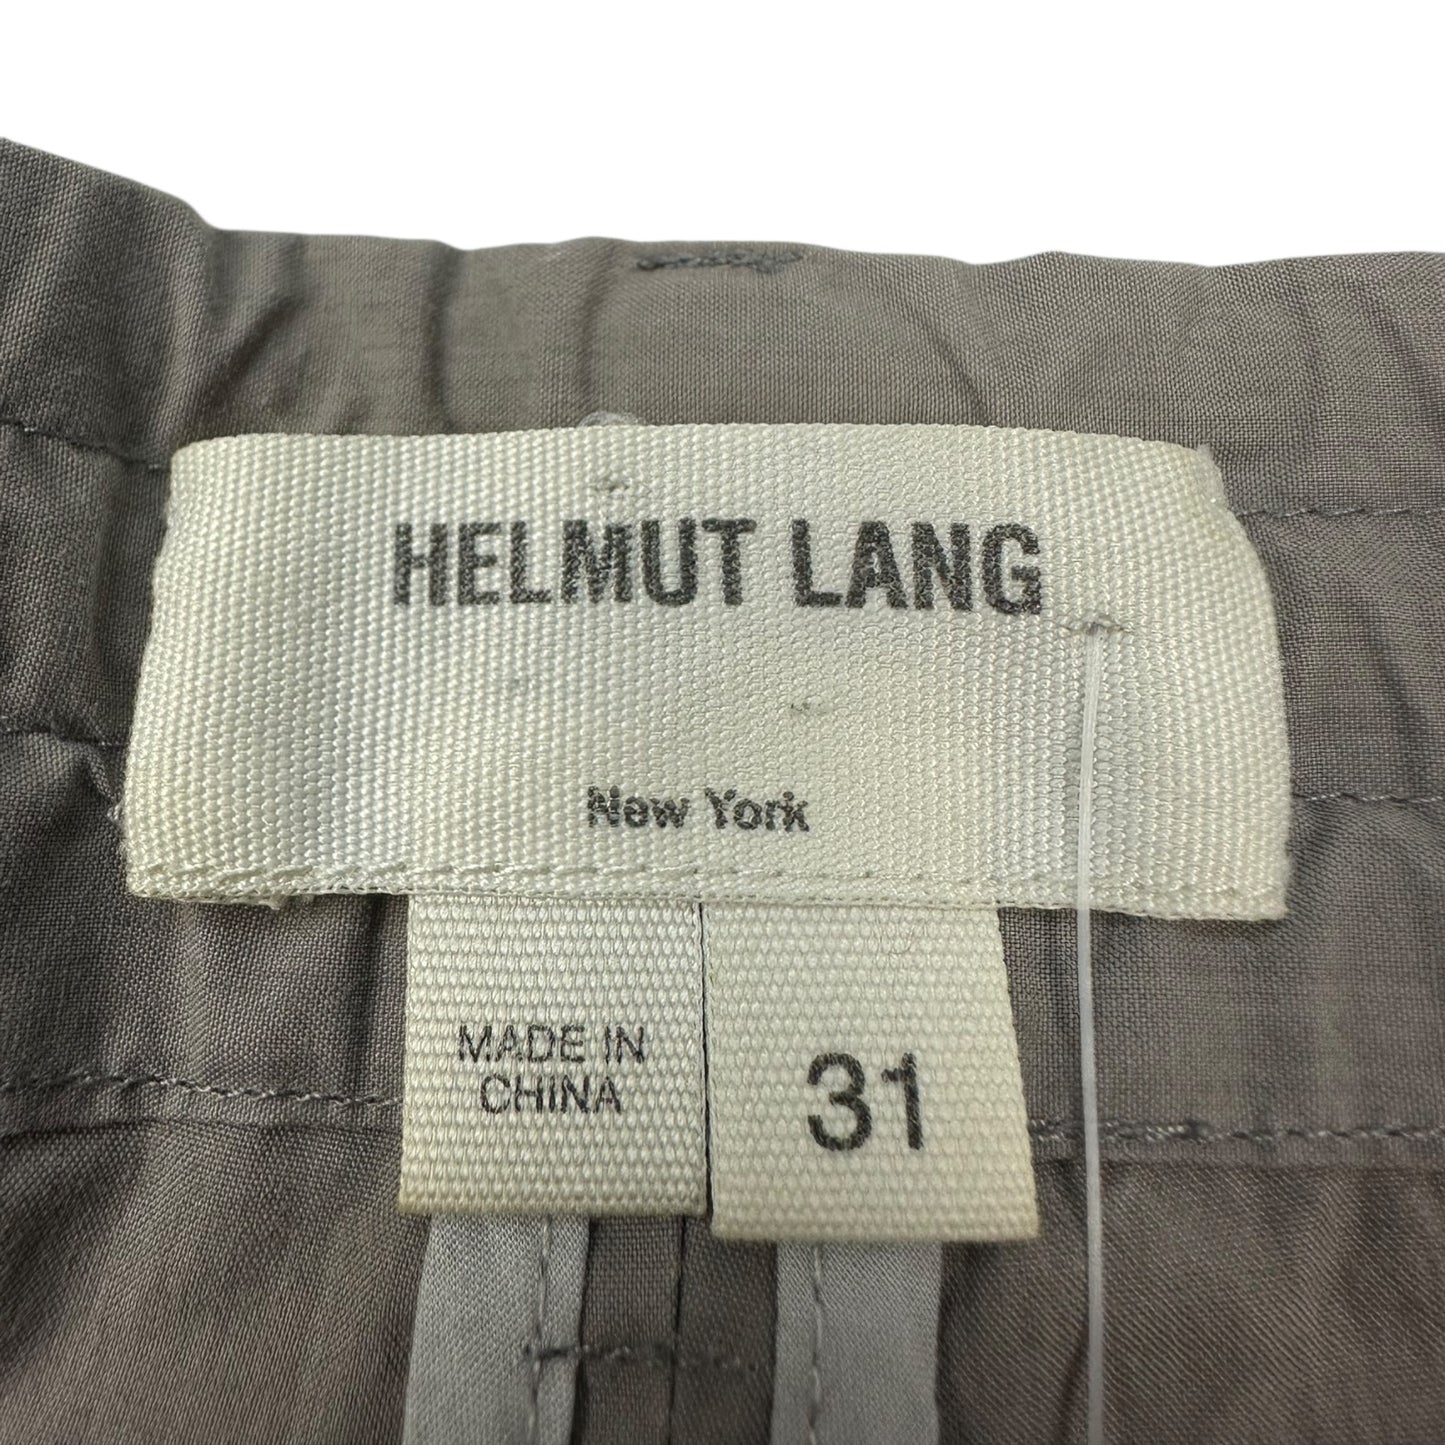 HELMUT LANG
New York
MADE IN
CHINA
31